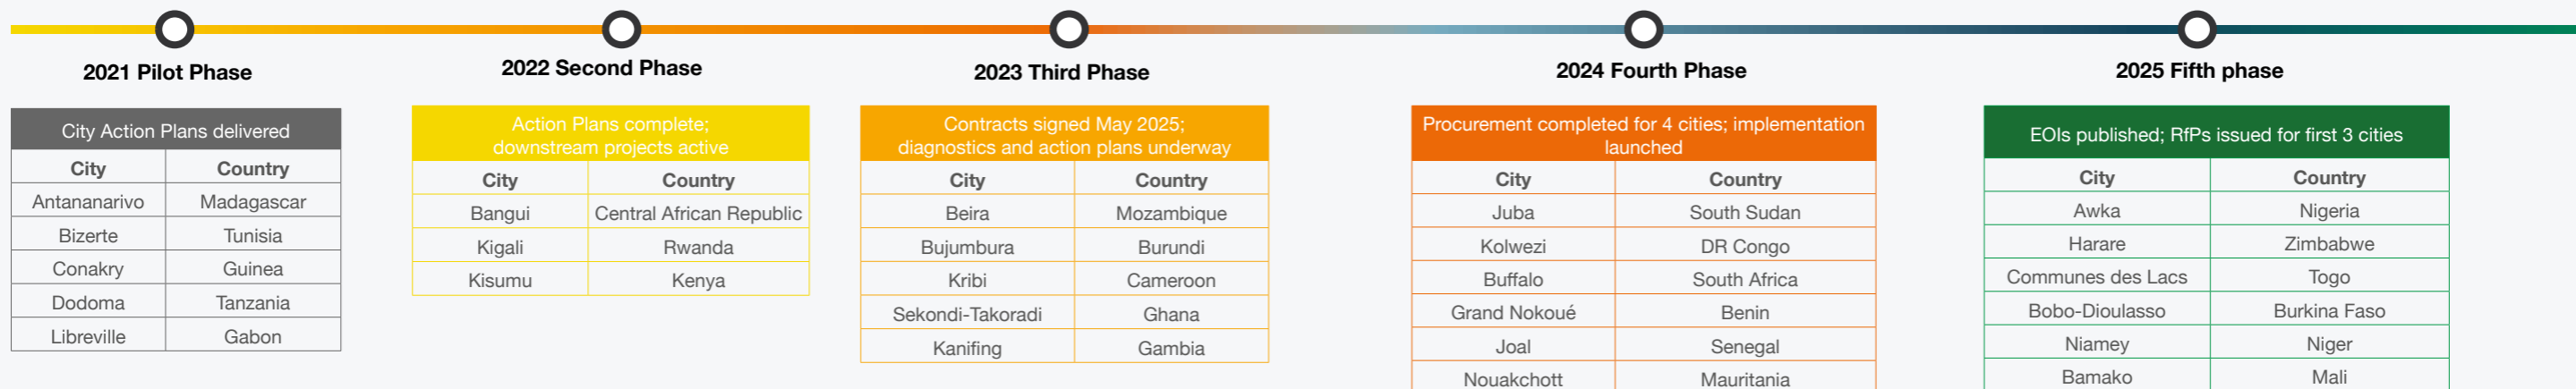 2021 Pilot Phase
City Action Plans delivered
City Country
Antananarivo Madagascar
Bizerte Tunisia
Conakry Guinea
Dodoma Tanzania
Libreville Gabon
2022 Second Phase
Action Plans complete;
downstream projects active
City Country
Bangui Central African Republic
Kigali Rwanda
Kisumu Kenya
2023 Third Phase
Contracts signed May 2025;
diagnostics and action plans underway
City Country
Beira Mozambique
Bujumbura Burundi
Kribi Cameroon
Sekondi-Takoradi Ghana
Kanifing Gambia
2024 Fourth Phase
Procurement completed for 4 cities; implementation
launched
City Country
Juba South Sudan
Kolwezi DR Congo
Buffalo South Africa
Grand Nokoué Benin
Joal Senegal
Nouakchott Mauritania
2025 Fifth phase
EOIs published; RfPs issued for first 3 cities
City Country
Awka Nigeria
Harare Zimbabwe
Communes des Lacs Togo
Bobo-Dioulasso Burkina Faso
Niamey Niger
Bamako Mali